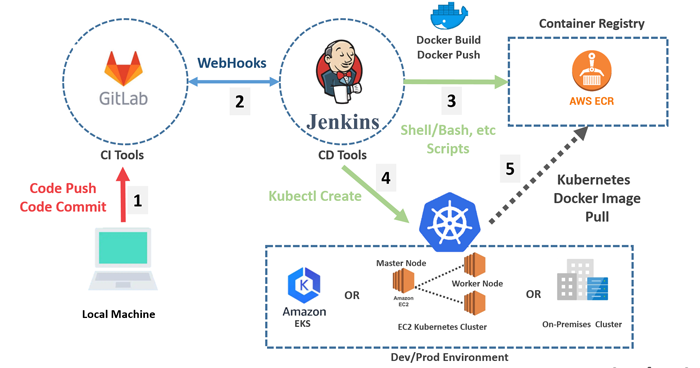 Container Registry
Docker Build
Docker Push
WebHooks
GitLab
2
3
AWS ECR
Jenkins
Shell/Bash, etc
Scripts
CI Tools
CD Tools
Code Push
Code Commit
1
4
5
Kubectl Create
Kubernetes
Docker Image
Pull
Local Machine
Master Node
Worker Node
Amazon
EC2
Amazon
EKS
OR
OR
EC2 Kubernetes Cluster
On-Premises Cluster
Dev/Prod Environment